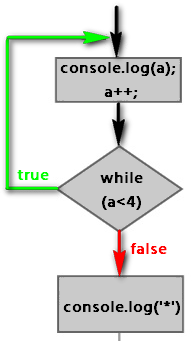 console.log(a);
a++;
while
(a<4)
true
false
console.log('*')